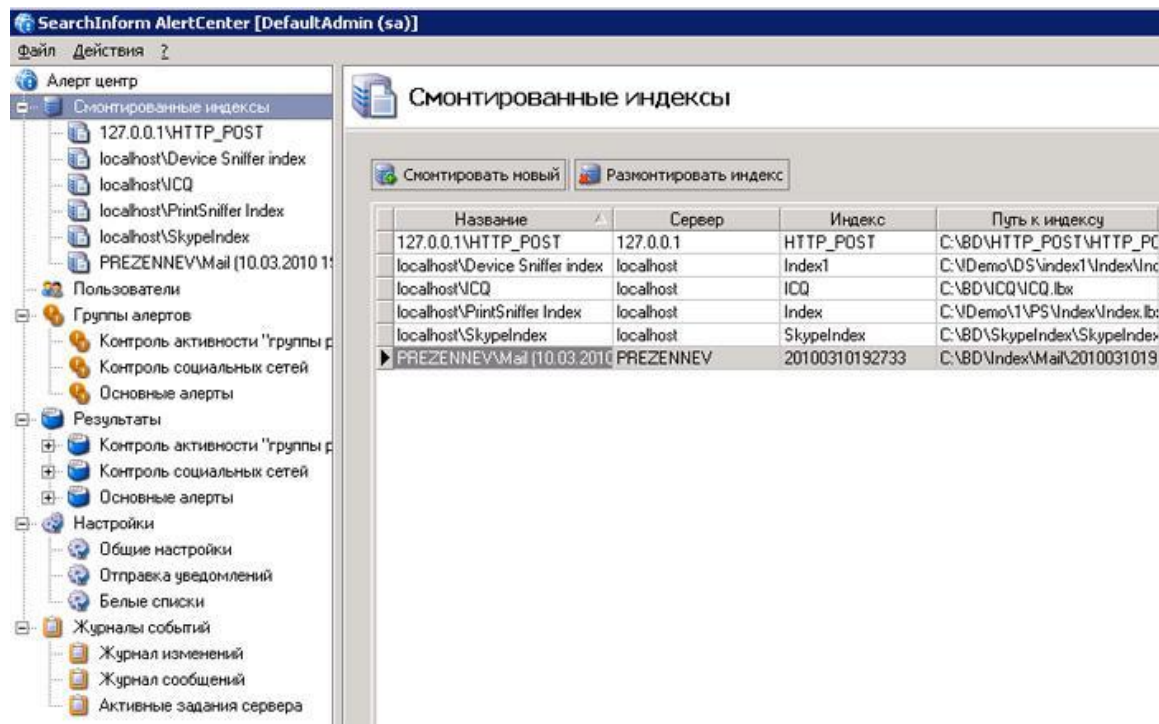 SearchInform AlertCenter [DefaultAdmin (sa)]
Файл Действия ?
Алерт центр
Смонтированные индексы
127.0.0.1\HTTP_POST
localhost\Device Sniffer index
localhost\ICQ
localhost\PrintSniffer Index
localhost\SkypeIndex
PREZENNEV\Mail (10.03.2010 1
Пользователи
Группы алертов
Контроль активности "группы р
Контроль социальных сетей
Основные алерты
Результаты
Контроль активности "группы р
Контроль социальных сетей
Основные алерты
Настройки
Общие настройки
Отправка уведомлений
Белые списки
Журналы событий
Журнал изменений
Журнал сообщений
Активные задания сервера
Смонтированные индексы
Смонтировать новый Размонтировать индекс
Название Сервер Индекс Путь к индексу
127.0.0.1\HTTP_POST 127.0.0.1 HTTP_POST C:\BD\HTTP_POST\HTTP_PO
localhost\Device Sniffer index localhost Index1 C:\!Demo\DS\index1\Index\Inc
localhost\ICQ localhost ICQ C:\BD\ICQ\ICQ.lbx
localhost\PrintSniffer Index localhost Index C:\!Demo\1\PS\Index\Index.lb
localhost\SkypeIndex localhost SkypeIndex C:\BD\SkypeIndex\SkypeIndex
PREZENNEV\Mail (10.03.2010 PREZENNEV 20100310192733 C:\BD\Index\Mail\2010031019